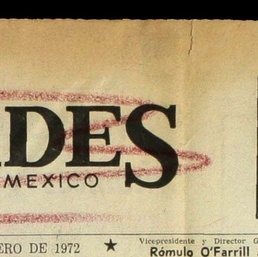 DES
MEXICO
ERO DE 1972 ★ Vicepresidente y Director G
Rómulo O'Farrill